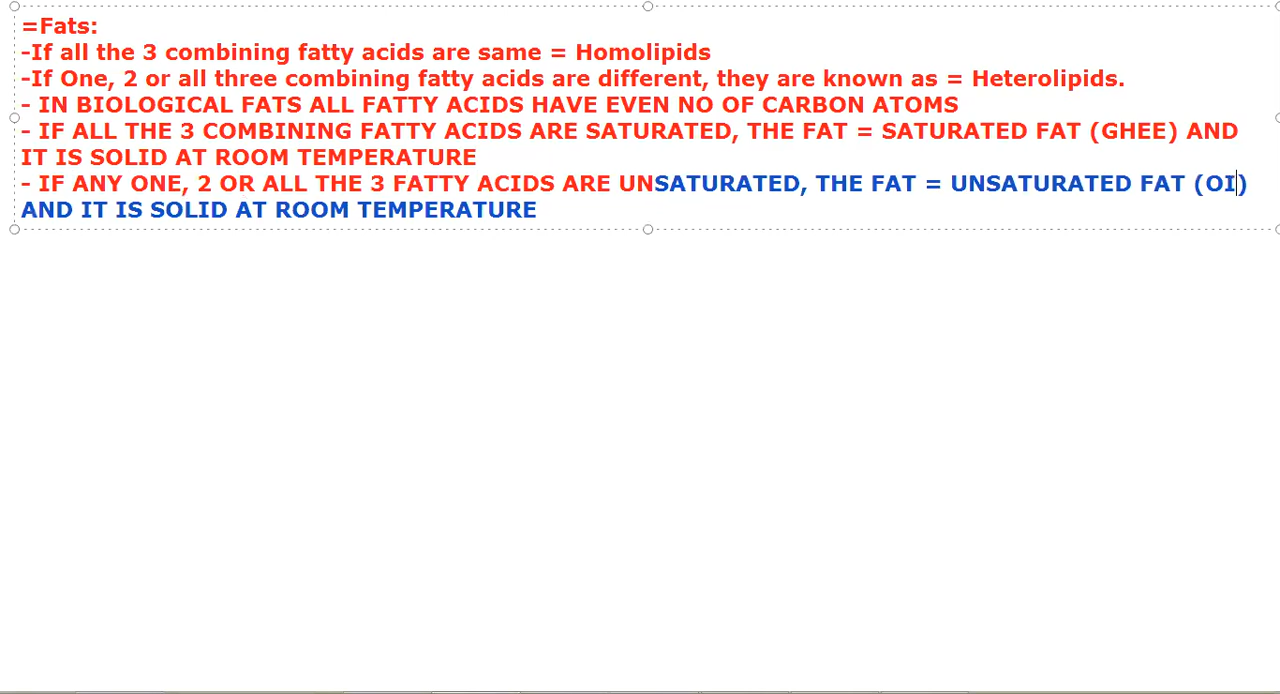 =Fats:
-If all the 3 combining fatty acids are same = Homolipids
-If One, 2 or all three combining fatty acids are different, they are known as = Heterolipids.
- IN BIOLOGICAL FATS ALL FATTY ACIDS HAVE EVEN NO OF CARBON ATOMS
- IF ALL THE 3 COMBINING FATTY ACIDS ARE SATURATED, THE FAT = SATURATED FAT (GHEE) AND
IT IS SOLID AT ROOM TEMPERATURE
- IF ANY ONE, 2 OR ALL THE 3 FATTY ACIDS ARE UNSATURATED, THE FAT = UNSATURATED FAT (OI)
AND IT IS SOLID AT ROOM TEMPERATURE